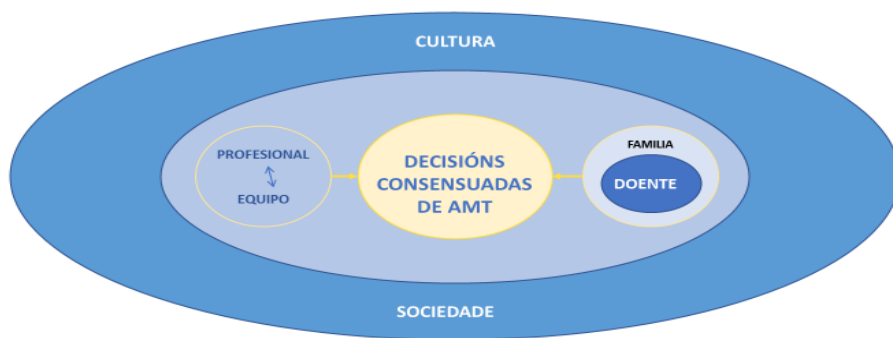 CULTURA
PROFESIONAL
EQUIPO
DECISIÓNS
CONSENSUADAS
DE AMT
FAMILIA
DOENTE
SOCIEDADE